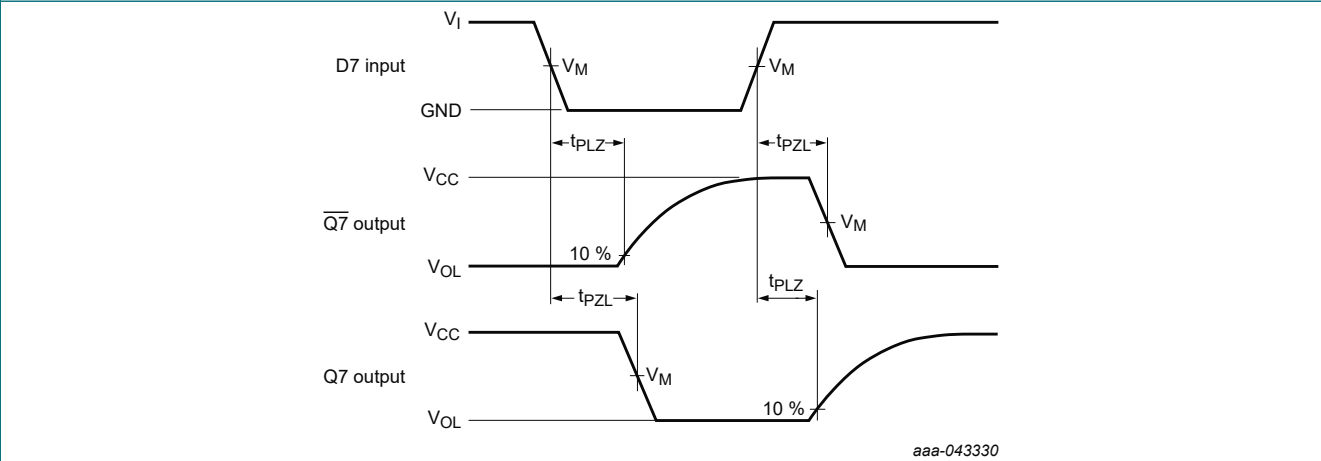 V_I
D7 input
V_M
V_M
GND
t_PLZ
t_PZL
V_CC
Q̅7̅ output
V_M
10 %
V_OL
t_PZL
t_PLZ
V_CC
Q7 output
V_M
10 %
V_OL
aaa-043330